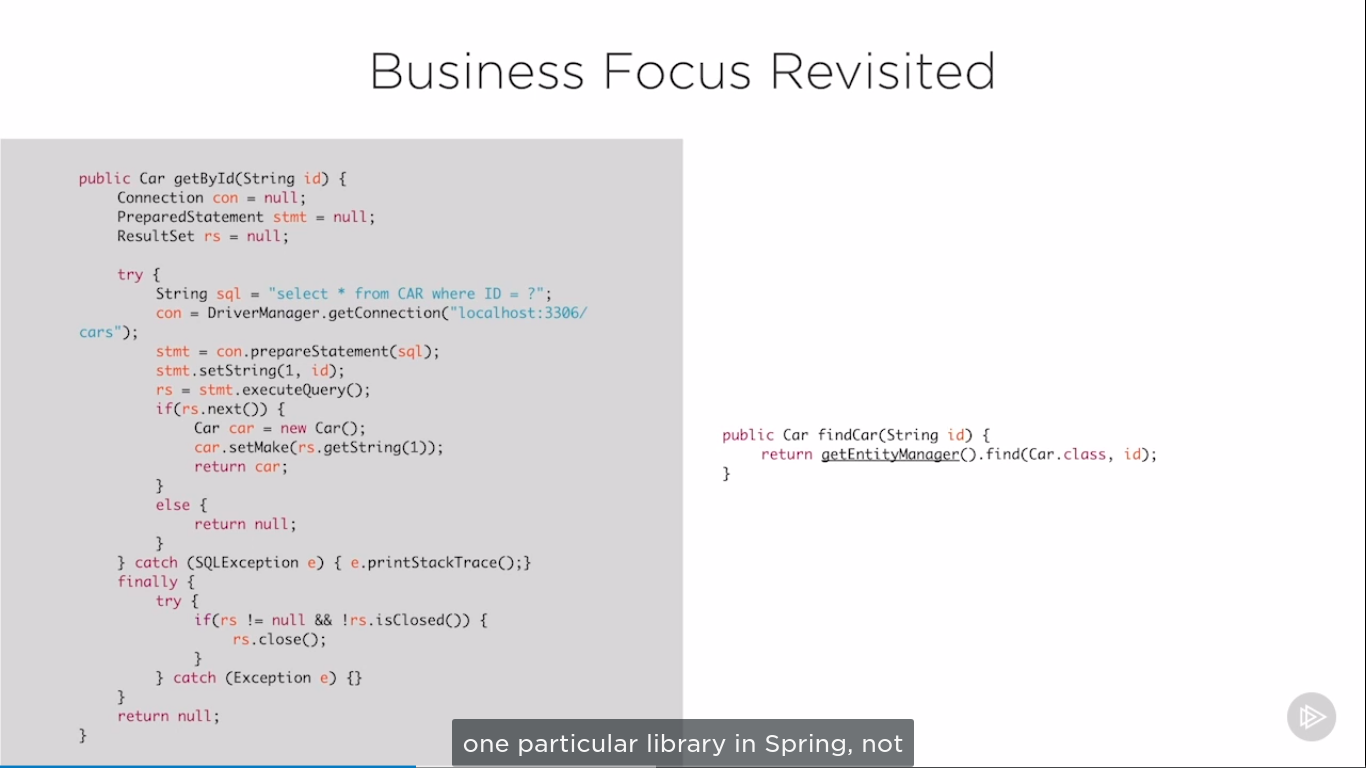 Business Focus Revisited
public Car getById(String id) {
Connection con = null;
PreparedStatement stmt = null;
ResultSet rs = null;
try {
String sql = "select * from CAR where ID = ?";
con = DriverManager.getConnection("localhost:3306/
cars");
stmt = con.prepareStatement(sql);
stmt.setString(1, id);
rs = stmt.executeQuery();
if(rs.next()) {
Car car = new Car();
car.setMake(rs.getString(1));
return car;
}
else {
return null;
}
} catch (SQLException e) { e.printStackTrace();}
finally {
try {
if(rs != null && !rs.isClosed()) {
rs.close();
}
} catch (Exception e) {}
}
return null;
}
public Car findCar(String id) {
return getEntityManager().find(Car.class, id);
}
one particular library in Spring, not